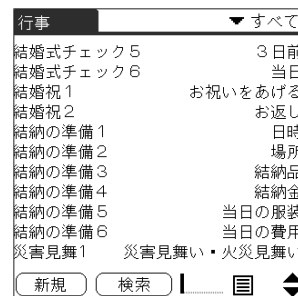 行事 ▼ すべて
結婚式チェック5 3日前
結婚式チェック6 当日
結婚祝1 お祝いをあげる
結婚祝2 お返し
結納の準備1 日時
結納の準備2 場所
結納の準備3 結納品
結納の準備4 結納金
結納の準備5 当日の服装
結納の準備6 当日の費用
災害見舞1 災害見舞い・火災見舞い
新規 検索